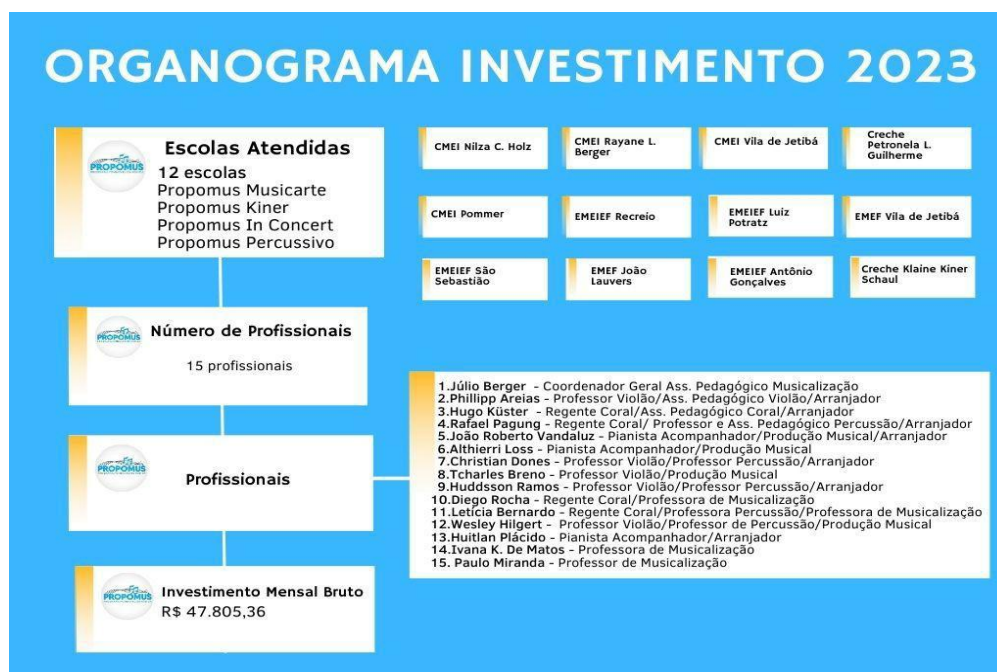 ORGANOGRAMA INVESTIMENTO 2023
PROPOMUS
Escolas Atendidas
12 escolas
Propomus Musicarte
Propomus Kiner
Propomus In Concert
Propomus Percussivo
CMEI Nilza C. Holz
CMEI Rayane L.
Berger
CMEI Vila de Jetibá
Creche
Petronela L.
Guilherme
CMEI Pommer
EMEIEF Recreio
EMEIEF Luiz
Potratz
EMEF Vila de Jetibá
EMEIEF São
Sebastião
EMEF João
Lauvers
EMEIEF Antônio
Gonçalves
Creche Klaine Kiner
Schaul
PROPOMUS
Número de Profissionais
15 profissionais
PROPOMUS
Profissionais
1.Júlio Berger - Coordenador Geral Ass. Pedagógico Musicalização
2.Phillipp Areias - Professor Violão/Ass. Pedagógico Violão/Arranjador
3.Hugo Küster - Regente Coral/Ass. Pedagógico Coral/Arranjador
4.Rafael Pagung - Regente Coral/ Professor e Ass. Pedagógico Percussão/Arranjador
5.João Roberto Vandaluz - Pianista Acompanhador/Produção Musical/Arranjador
6.Althierri Loss - Pianista Acompanhador/Produção Musical
7.Christian Dones - Professor Violão/Professor Percussão/Arranjador
8.Tcharles Breno - Professor Violão/Produção Musical
9.Huddsson Ramos - Professor Violão/Professor Percussão/Arranjador
10.Diego Rocha - Regente Coral/Professora de Musicalização
11.Letícia Bernardo - Regente Coral/Professora Percussão/Professora de Musicalização
12.Wesley Hilgert - Professor Violão/Professor de Percussão/Produção Musical
13.Huitlan Plácido - Pianista Acompanhador/Arranjador
14.Ivana K. De Matos - Professora de Musicalização
15. Paulo Miranda - Professor de Musicalização
PROPOMUS
Investimento Mensal Bruto
R$ 47.805,36